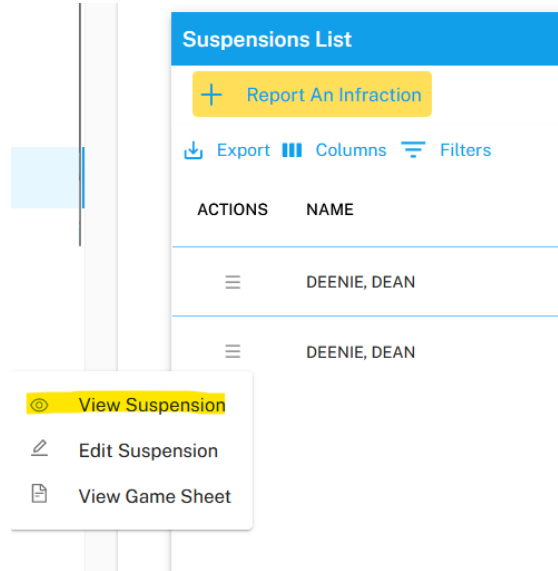 Suspensions List
Report An Infraction
Export Columns Filters
ACTIONS NAME
DEENIE, DEAN
DEENIE, DEAN
View Suspension
Edit Suspension
View Game Sheet